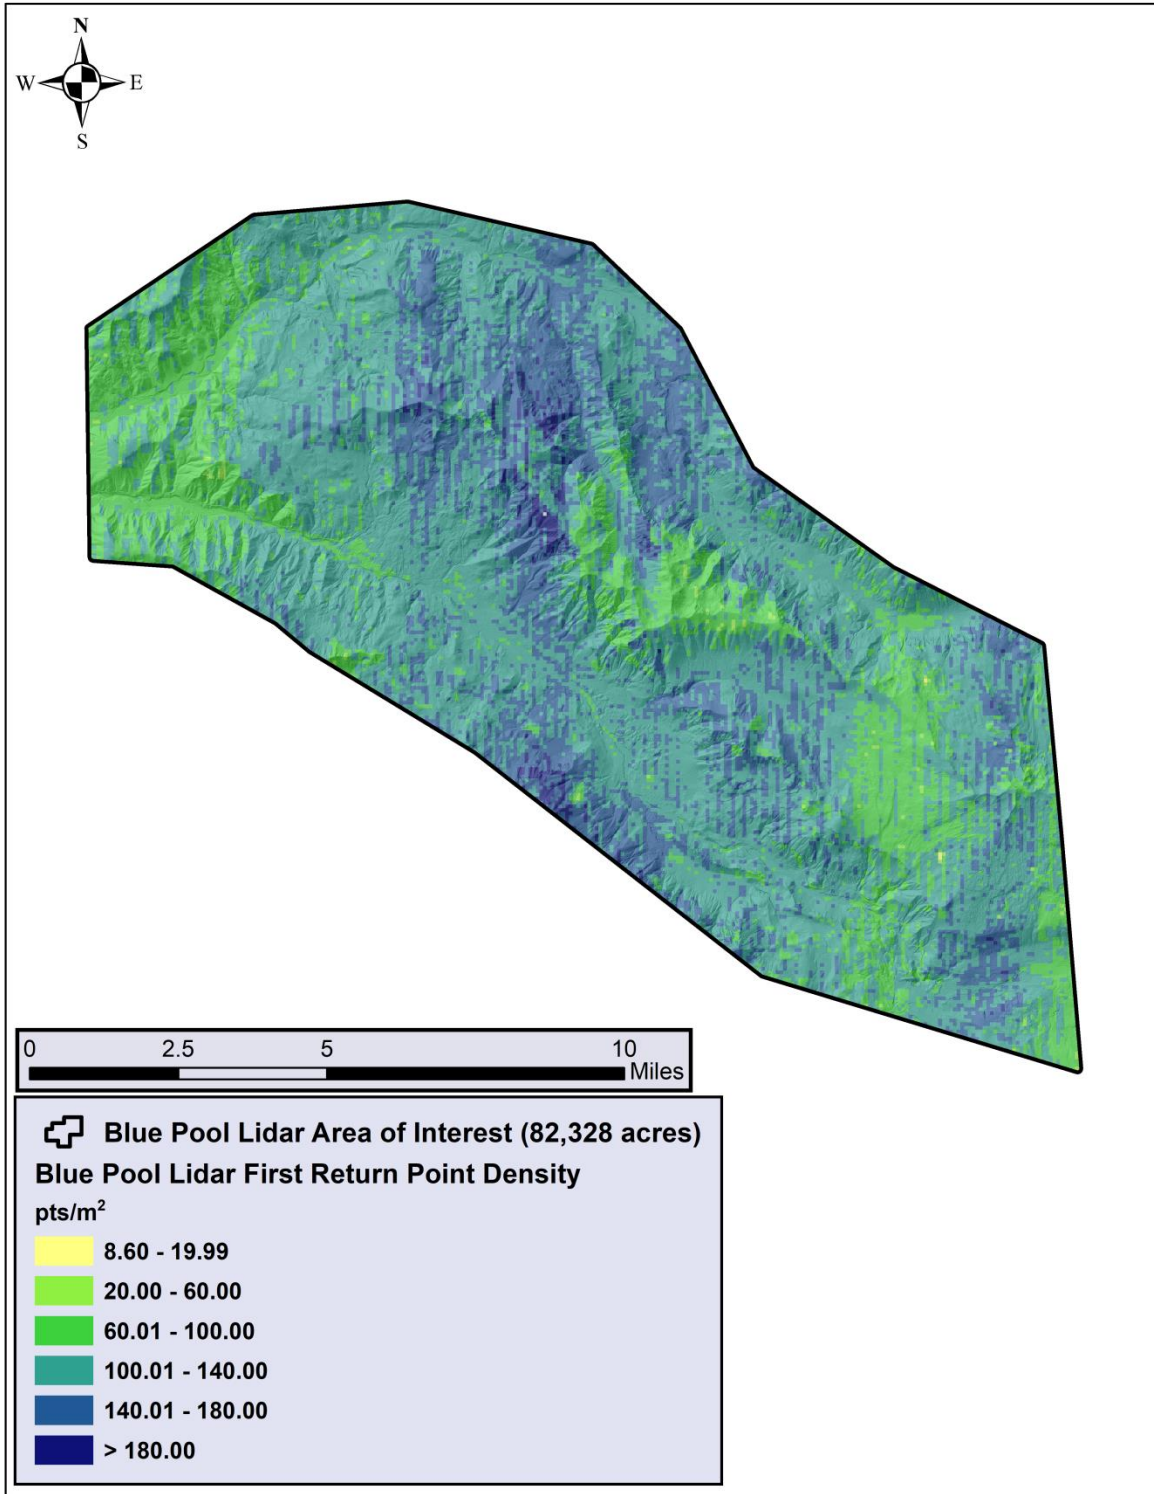 N
W E
S
0 2.5 5 10
Miles
Blue Pool Lidar Area of Interest (82,328 acres)
Blue Pool Lidar First Return Point Density
pts/m²
8.60 - 19.99
20.00 - 60.00
60.01 - 100.00
100.01 - 140.00
140.01 - 180.00
> 180.00